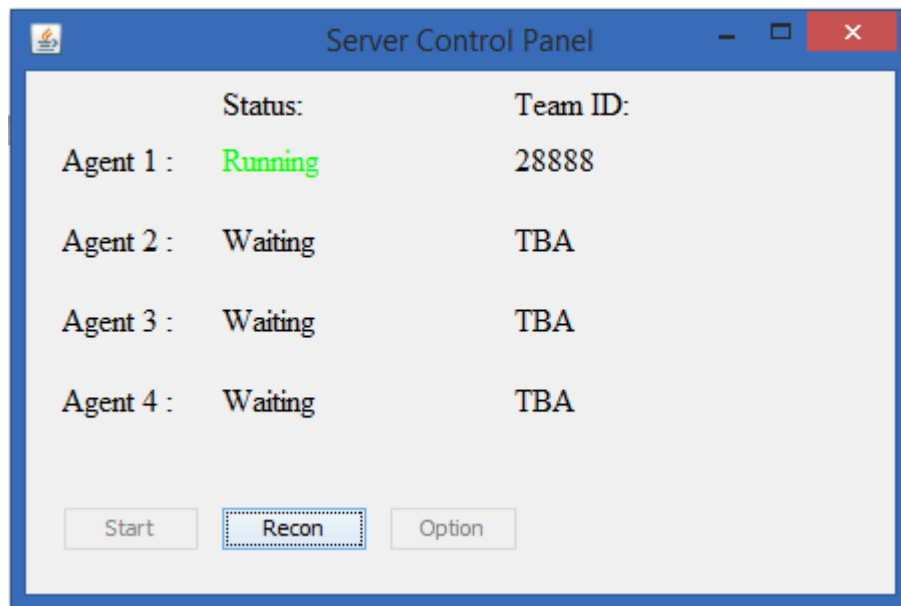 Server Control Panel
Status: Team ID:
Agent 1 : Running 28888
Agent 2 : Waiting TBA
Agent 3 : Waiting TBA
Agent 4 : Waiting TBA
Start Recon Option